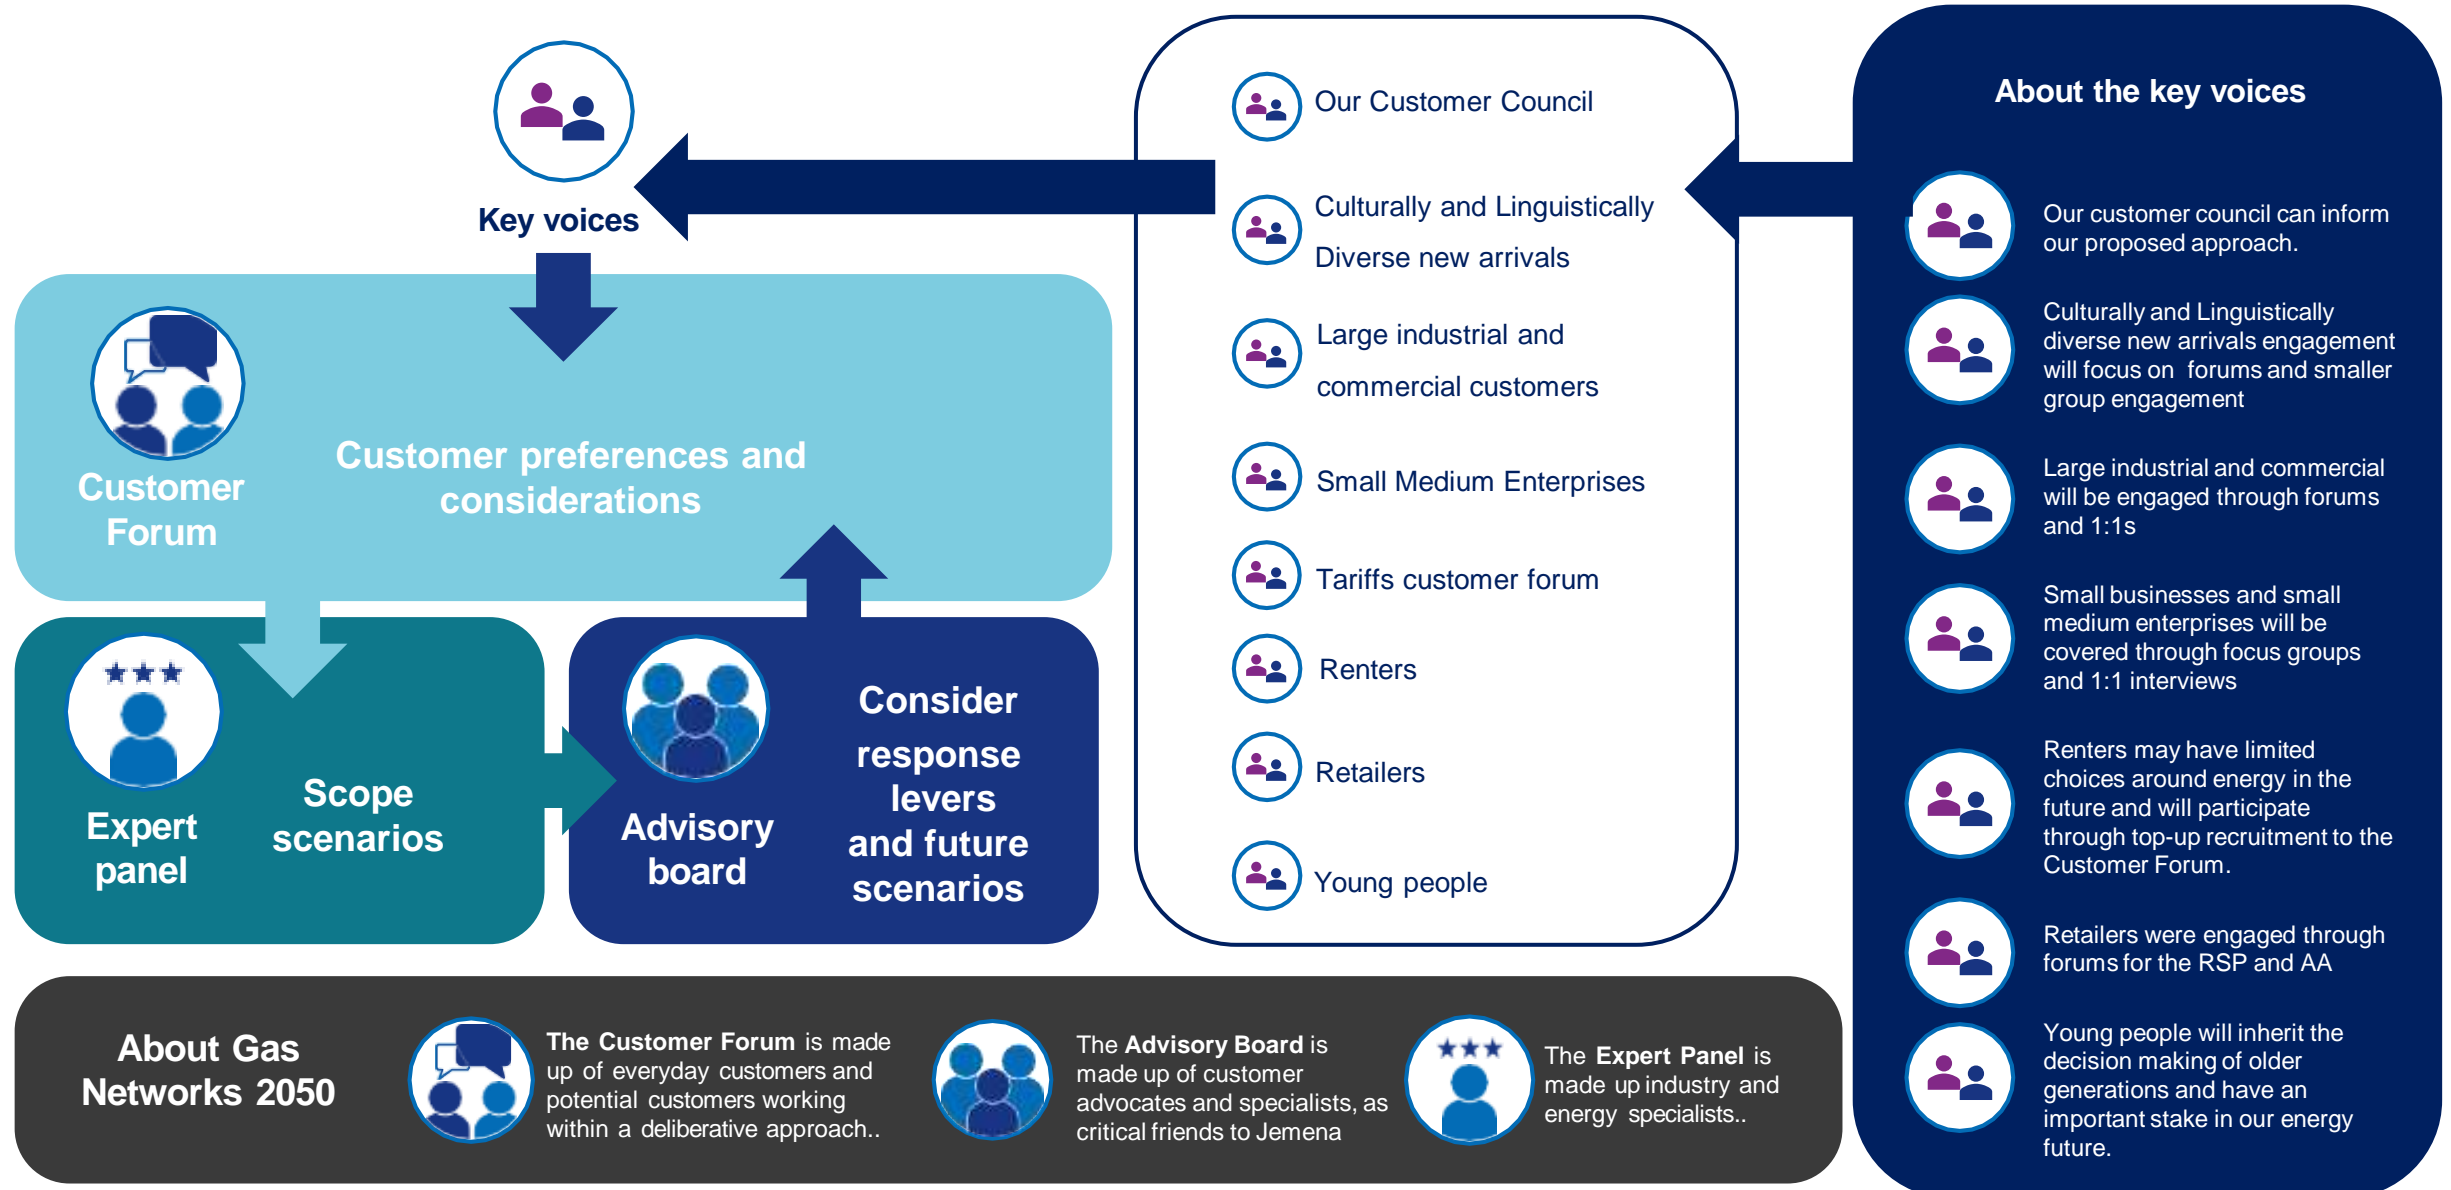 Key voices
Customer
Forum
Customer preferences and
considerations
Expert
panel
Scope
scenarios
Advisory
board
Consider
response
levers
and future
scenarios
Our Customer Council
Culturally and Linguistically
Diverse new arrivals
Large industrial and
commercial customers
Small Medium Enterprises
Tariffs customer forum
Renters
Retailers
Young people
About the key voices
Our customer council can inform
our proposed approach.
Culturally and Linguistically
diverse new arrivals engagement
will focus on forums and smaller
group engagement
Large industrial and commercial
will be engaged through forums
and 1:1s
Small businesses and small
medium enterprises will be
covered through focus groups
and 1:1 interviews
Renters may have limited
choices around energy in the
future and will participate
through top-up recruitment to the
Customer Forum.
Retailers were engaged through
forums for the RSP and AA
Young people will inherit the
decision making of older
generations and have an
important stake in our energy
future.
About Gas
Networks 2050
The Customer Forum is made
up of everyday customers and
potential customers working
within a deliberative approach..
The Advisory Board is
made up of customer
advocates and specialists, as
critical friends to Jemena
The Expert Panel is
made up industry and
energy specialists..